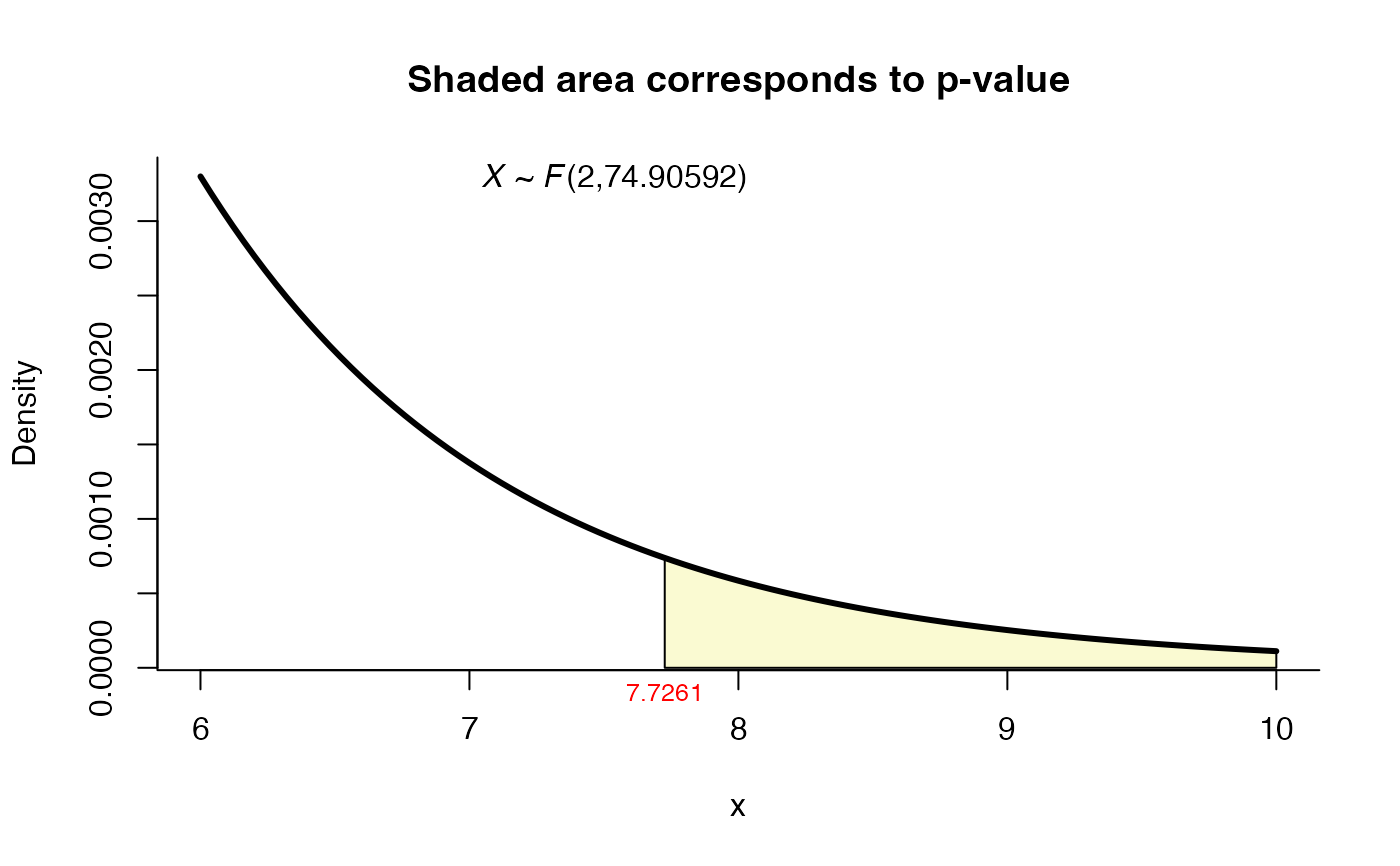 Shaded area corresponds to p-value
X ~ F(2,74.90592)
Density
0.0030
0.0020
0.0010
0.0000
7.7261
6 7 8 9 10
x